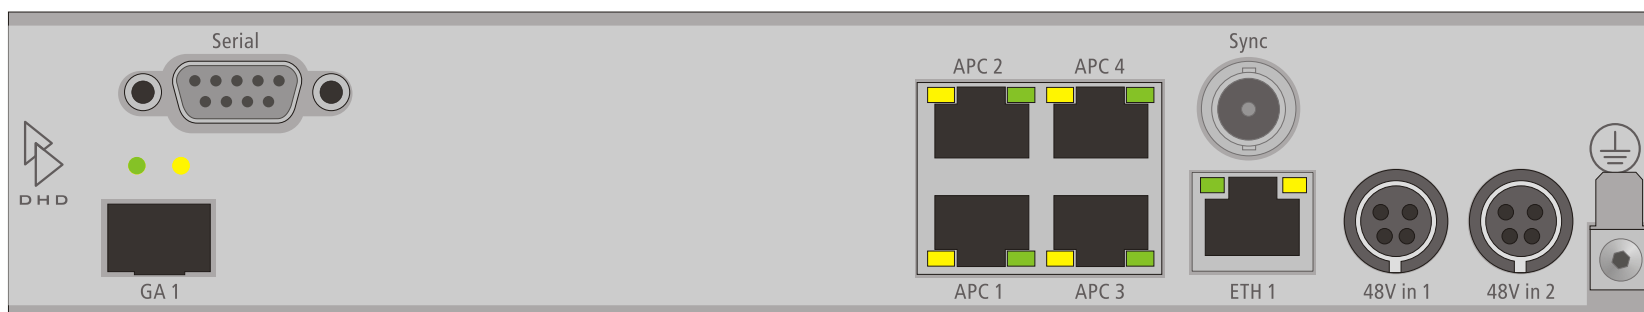 Serial
DHD
GA 1
APC 2
APC 4
APC 1
APC 3
Sync
ETH 1
48V in 1
48V in 2